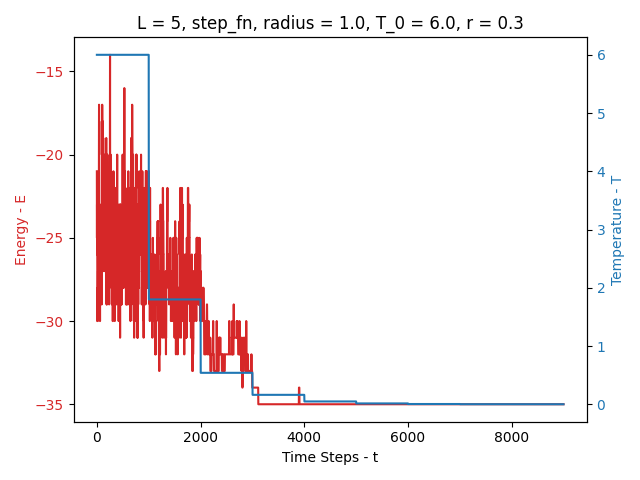 L = 5, step_fn, radius = 1.0, T_0 = 6.0, r = 0.3
Energy - E
−15
−20
−25
−30
−35
6
5
4
3
2
1
0
Temperature - T
0 2000 4000 6000 8000
Time Steps - t